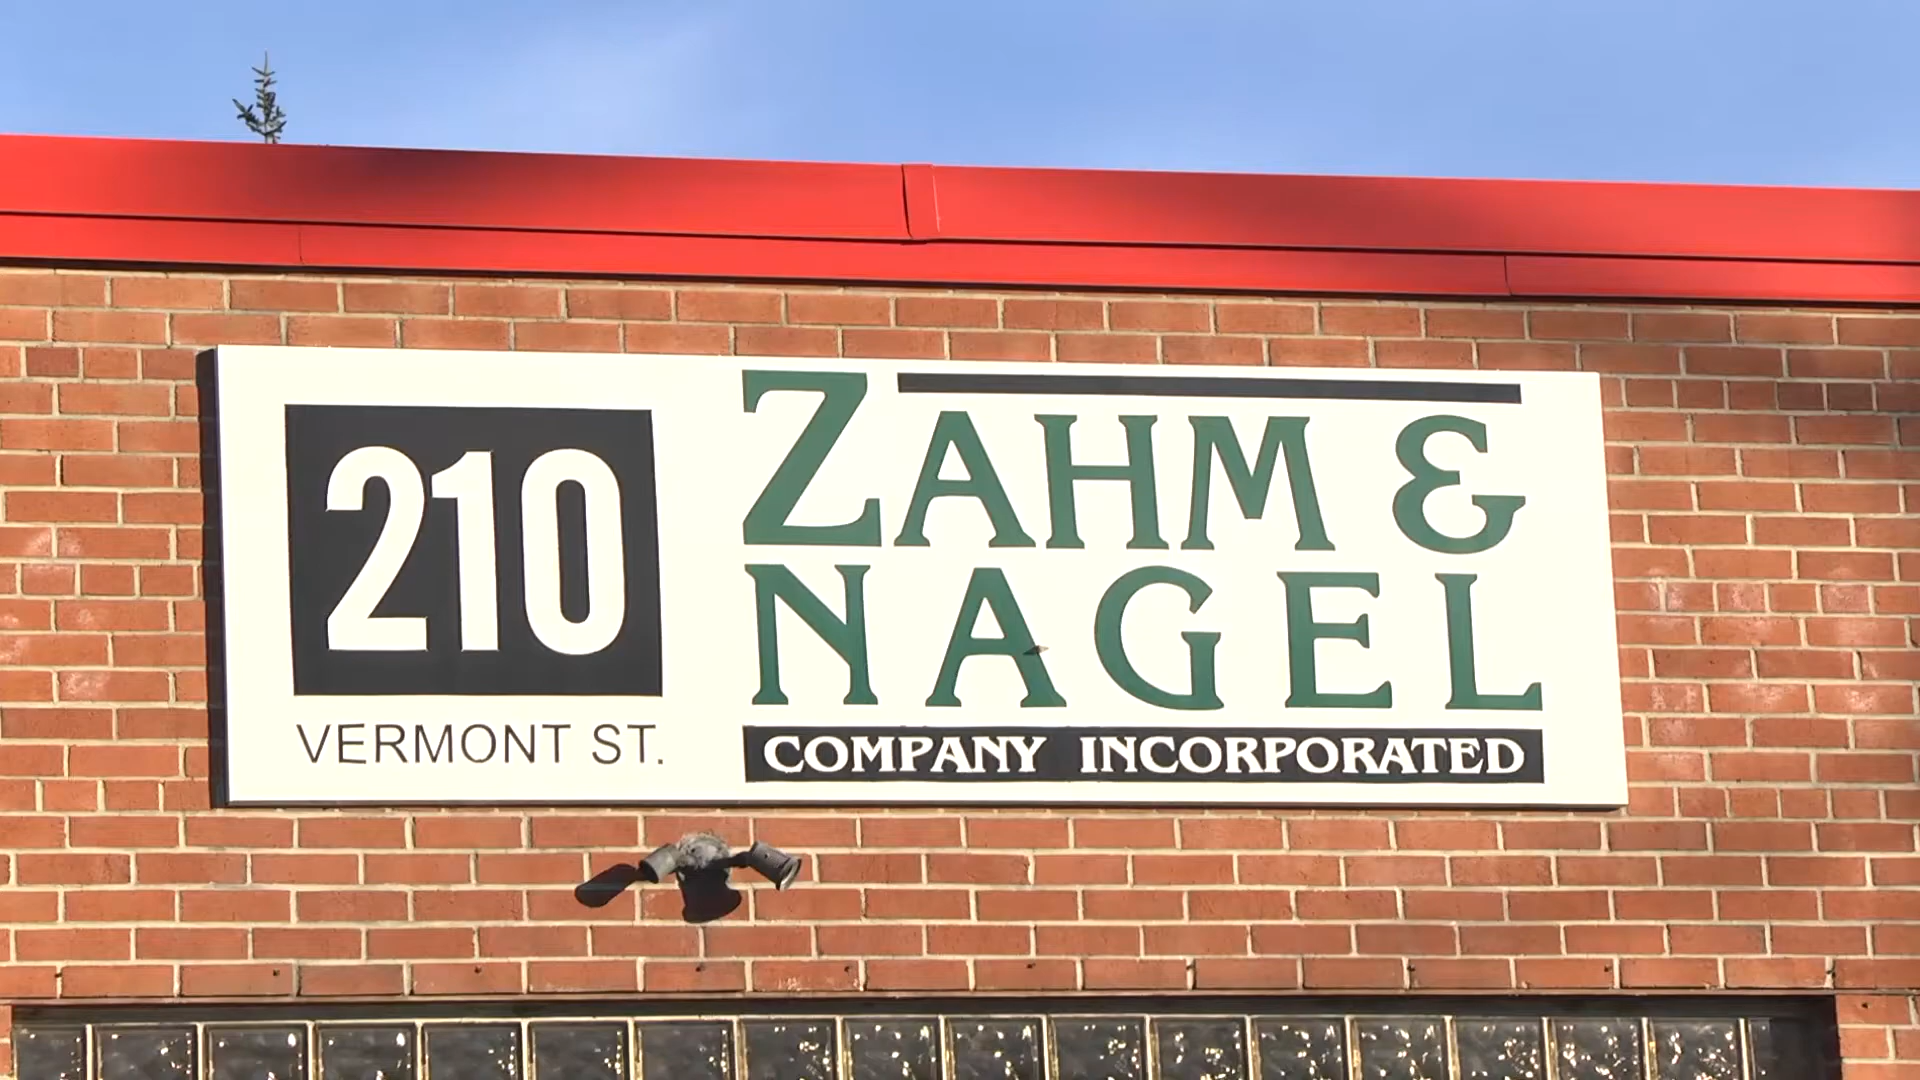 210
VERMONT ST.
ZAHM &
NAGEL
COMPANY INCORPORATED